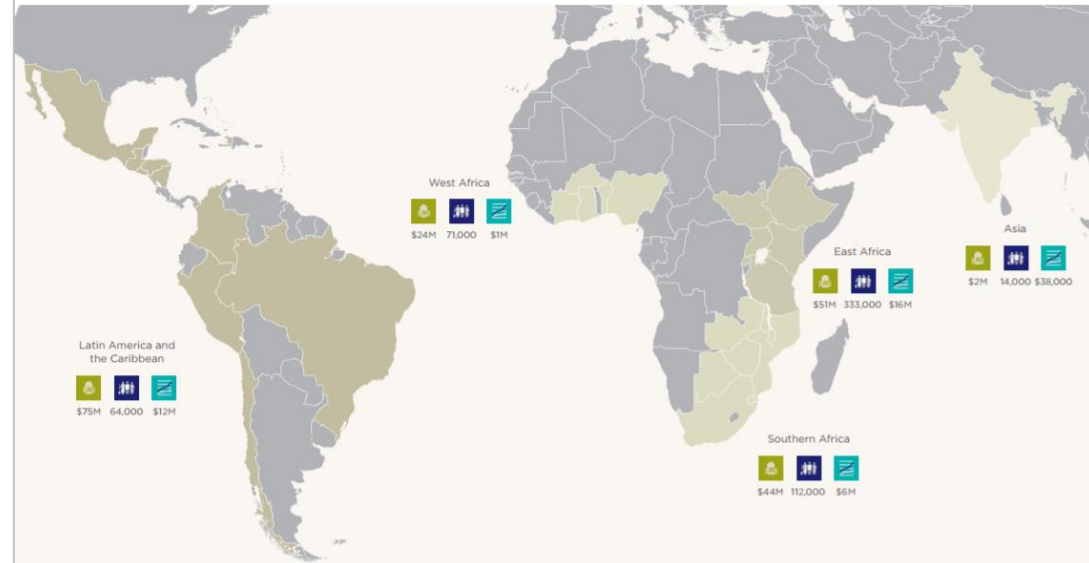 West Africa
$24M 71,000 $1M
East Africa
$51M 333,000 $16M
Asia
$2M 14,000 $38,000
Latin America and
the Caribbean
$75M 64,000 $12M
Southern Africa
$44M 112,000 $6M